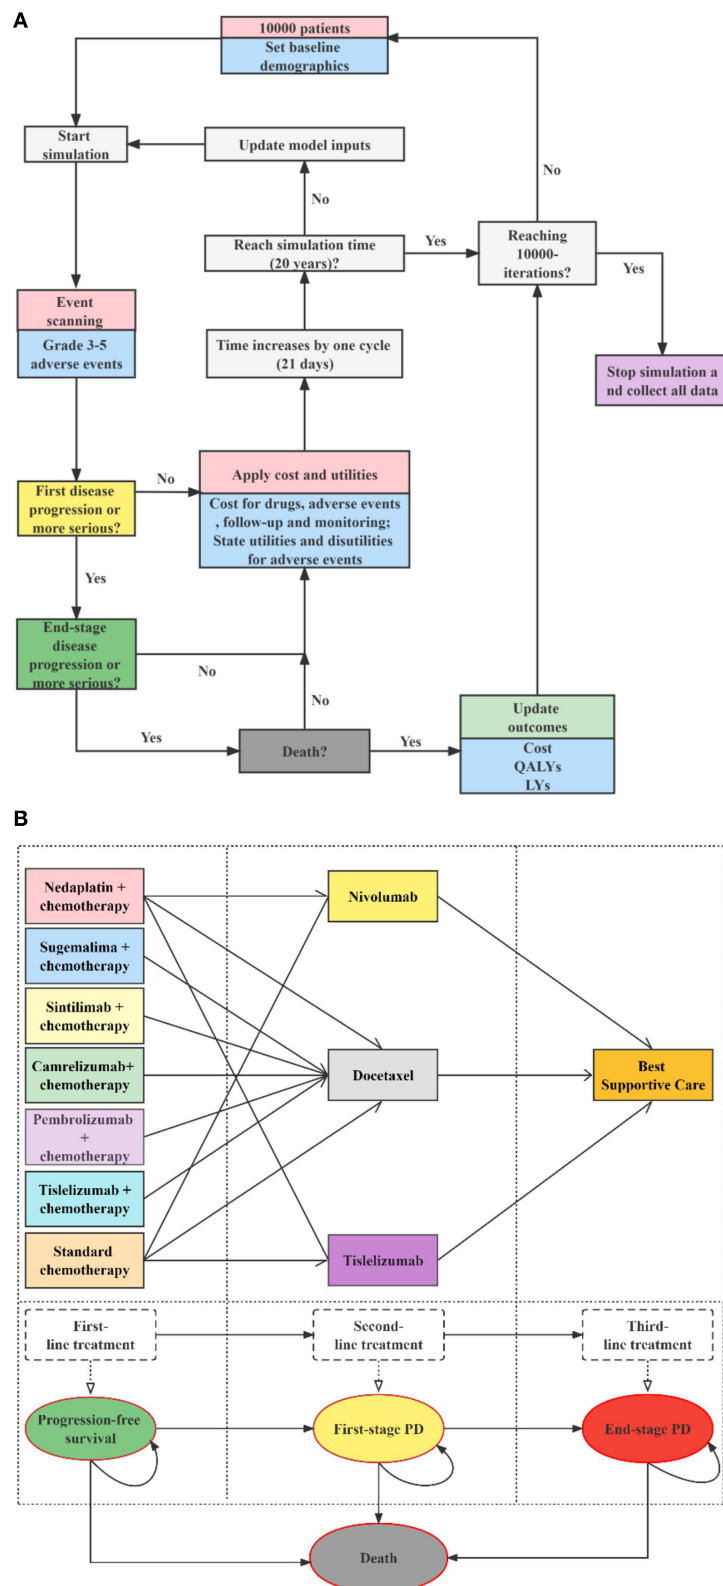 A
10000 patients
Set baseline
demographics
Start
simulation
Update model inputs
No
No
Reach simulation time
(20 years)?
Yes
Reaching
10000-
iterations?
Yes
Event
scanning
Grade 3-5
adverse events
Time increases by one cycle
(21 days)
Stop simulation a
nd collect all data
First disease
progression or
more serious?
No
Apply cost and utilities
Cost for drugs, adverse events
, follow-up and monitoring;
State utilities and disutilities
for adverse events
Yes
End-stage
disease
progression or
more serious?
No
No
Yes
Death?
Yes
Update
outcomes
Cost
QALYs
LYs
B
Nedaplatin +
chemotherapy
Nivolumab
Sugemalima +
chemotherapy
Sintilimab +
chemotherapy
Camrelizumab+
chemotherapy
Docetaxel
Best
Supportive Care
Pembrolizumab
+
chemotherapy
Tislelizumab +
chemotherapy
Standard
chemotherapy
Tislelizumab
First-
line treatment
Second-
line treatment
Third-
line treatment
Progression-free
survival
First-stage PD
End-stage PD
Death